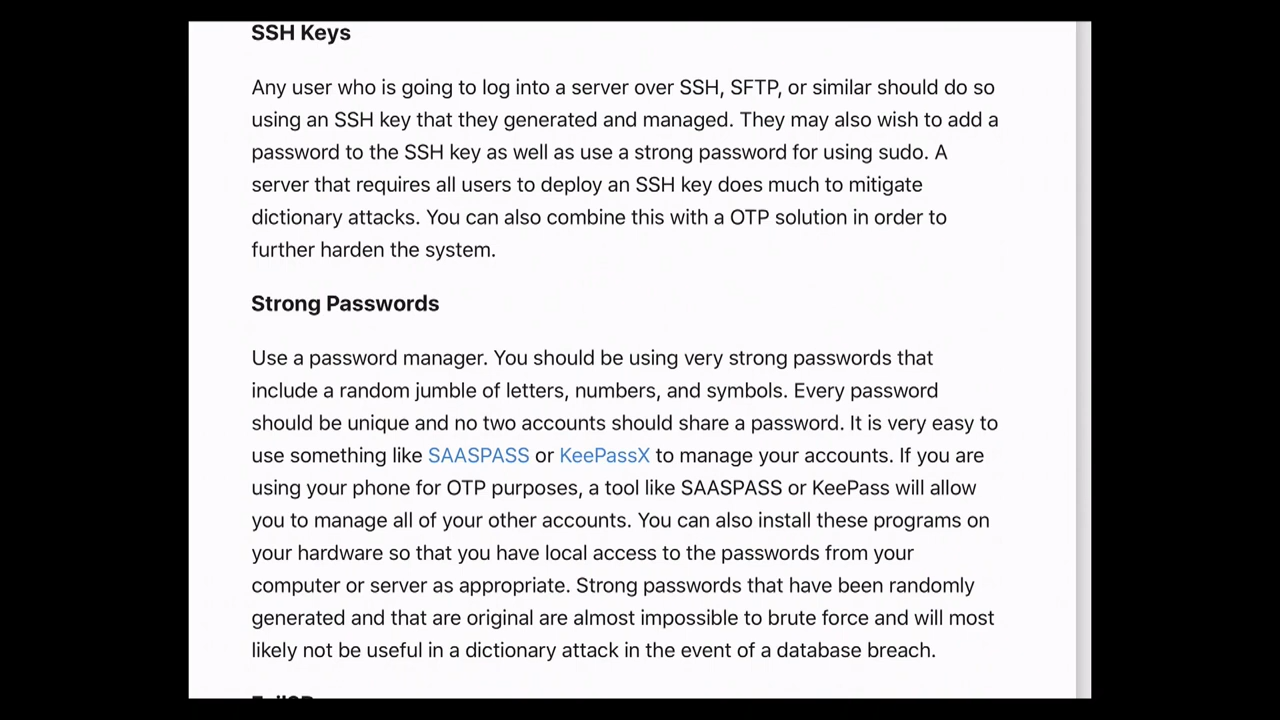 SSH Keys
Any user who is going to log into a server over SSH, SFTP, or similar should do so
using an SSH key that they generated and managed. They may also wish to add a
password to the SSH key as well as use a strong password for using sudo. A
server that requires all users to deploy an SSH key does much to mitigate
dictionary attacks. You can also combine this with a OTP solution in order to
further harden the system.
Strong Passwords
Use a password manager. You should be using very strong passwords that
include a random jumble of letters, numbers, and symbols. Every password
should be unique and no two accounts should share a password. It is very easy to
use something like SAASPASS or KeePassX to manage your accounts. If you are
using your phone for OTP purposes, a tool like SAASPASS or KeePass will allow
you to manage all of your other accounts. You can also install these programs on
your hardware so that you have local access to the passwords from your
computer or server as appropriate. Strong passwords that have been randomly
generated and that are original are almost impossible to brute force and will most
likely not be useful in a dictionary attack in the event of a database breach.